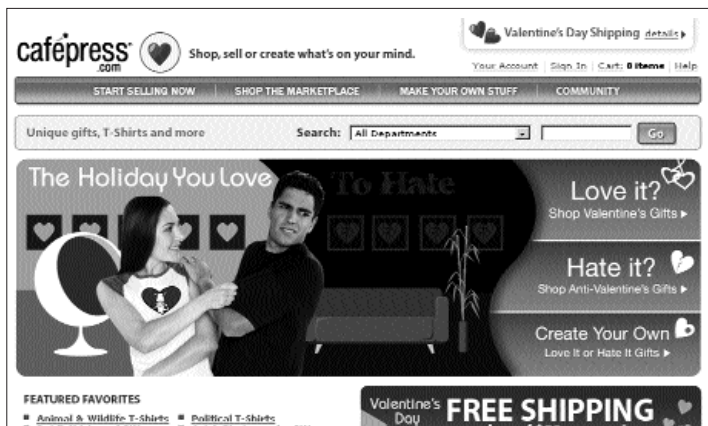 Valentine's Day Shipping details
cafépress.com
Shop, sell or create what's on your mind.
Your Account | Sign In | Cart: 0 items | Help
START SELLING NOW | SHOP THE MARKETPLACE | MAKE YOUR OWN STUFF | COMMUNITY
Unique gifts, T-Shirts and more
Search: All Departments
Go
The Holiday You Love To Hate
Love it?
Shop Valentine's Gifts
Hate it?
Shop Anti-Valentine's Gifts
Create Your Own
Love It or Hate It Gifts
FEATURED FAVORITES
Animal & Wildlife T-Shirts
Political T-Shirts
Valentine's
Day
FREE SHIPPING